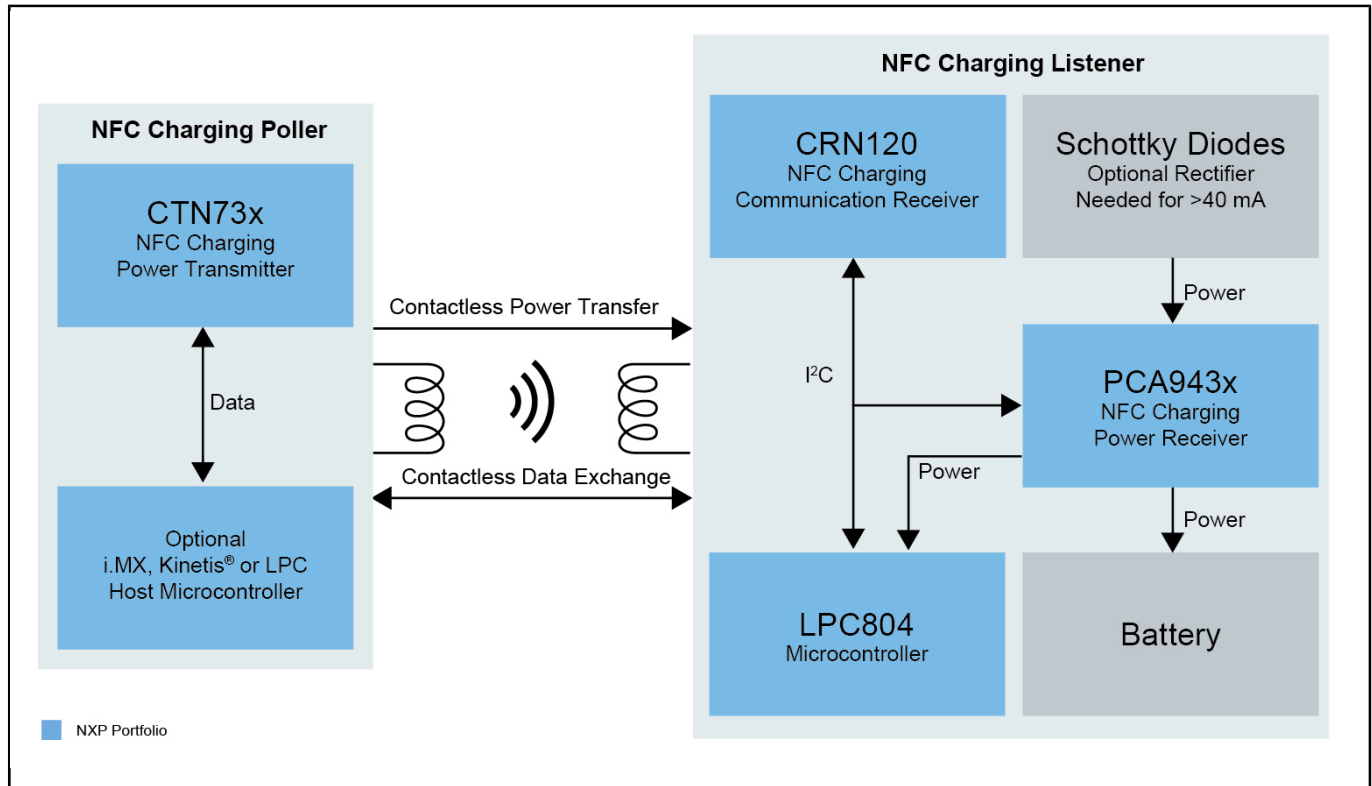 NFC Charging Poller
CTN73x
NFC Charging
Power Transmitter
Data
Optional
i.MX, Kinetis® or LPC
Host Microcontroller
Contactless Power Transfer
Contactless Data Exchange
NFC Charging Listener
CRN120
NFC Charging
Communication Receiver
Schottky Diodes
Optional Rectifier
Needed for >40 mA
Power
I²C
PCA943x
NFC Charging
Power Receiver
Power
Power
LPC804
Microcontroller
Battery
NXP Portfolio